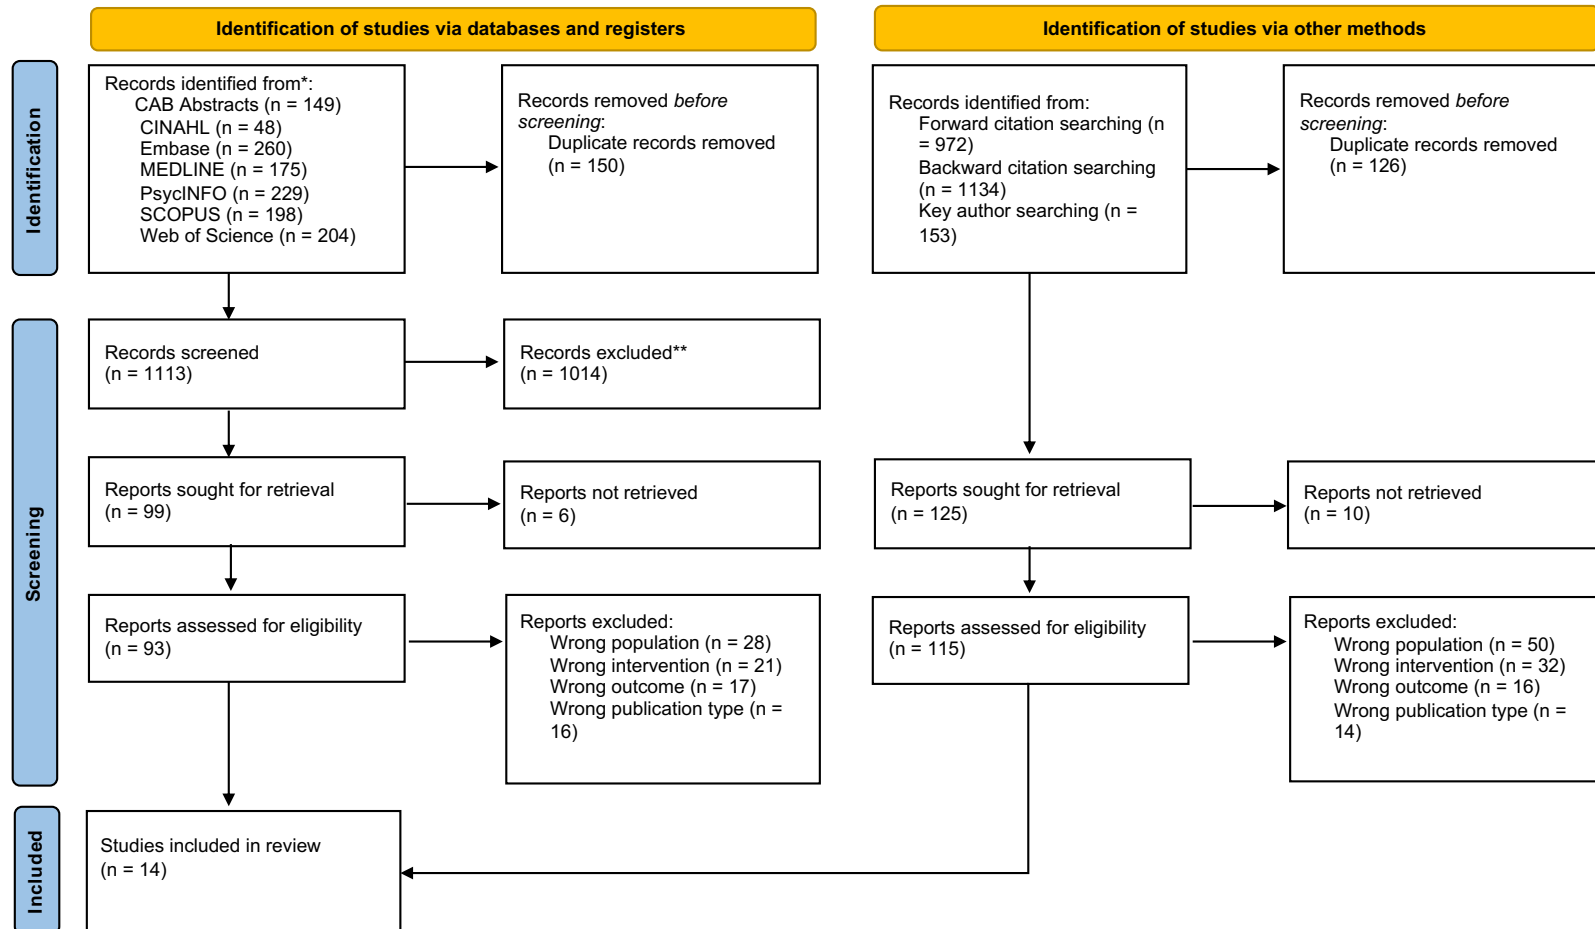 Identification of studies via databases and registers
Identification of studies via other methods
Identification
Records identified from*:
CAB Abstracts (n = 149)
CINAHL (n = 48)
Embase (n = 260)
MEDLINE (n = 175)
PsycINFO (n = 229)
SCOPUS (n = 198)
Web of Science (n = 204)
Records removed before
screening:
Duplicate records removed
(n = 150)
Records identified from:
Forward citation searching (n
= 972)
Backward citation searching
(n = 1134)
Key author searching (n =
153)
Records removed before
screening:
Duplicate records removed
(n = 126)
Screening
Records screened
(n = 1113)
Records excluded**
(n = 1014)
Reports sought for retrieval
(n = 99)
Reports not retrieved
(n = 6)
Reports sought for retrieval
(n = 125)
Reports not retrieved
(n = 10)
Reports assessed for eligibility
(n = 93)
Reports excluded:
Wrong population (n = 28)
Wrong intervention (n = 21)
Wrong outcome (n = 17)
Wrong publication type (n =
16)
Reports assessed for eligibility
(n = 115)
Reports excluded:
Wrong population (n = 50)
Wrong intervention (n = 32)
Wrong outcome (n = 16)
Wrong publication type (n =
14)
Included
Studies included in review
(n = 14)